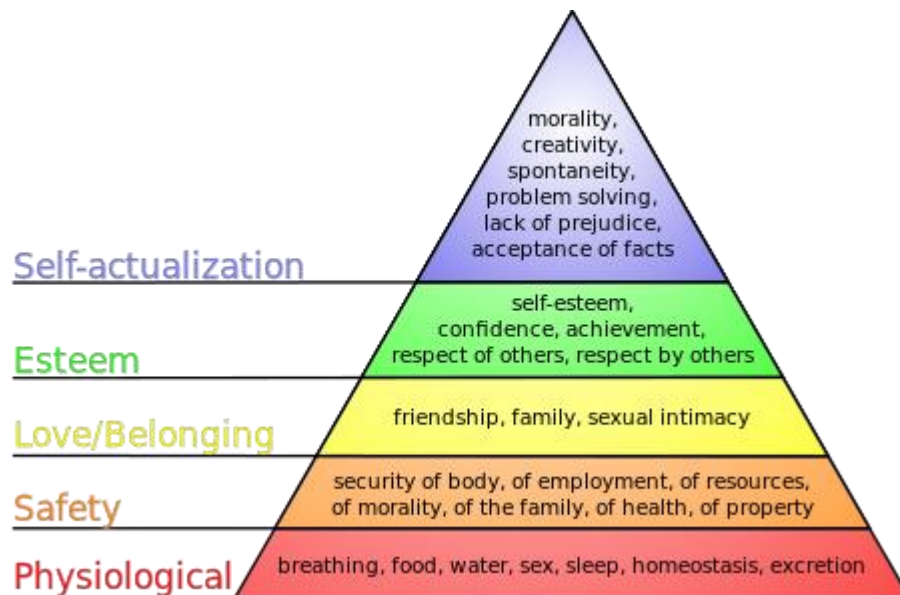 morality,
creativity,
spontaneity,
problem solving,
lack of prejudice,
acceptance of facts
Self-actualization
self-esteem,
confidence, achievement,
respect of others, respect by others
Esteem
friendship, family, sexual intimacy
Love/Belonging
security of body, of employment, of resources,
of morality, of the family, of health, of property
Safety
breathing, food, water, sex, sleep, homeostasis, excretion
Physiological